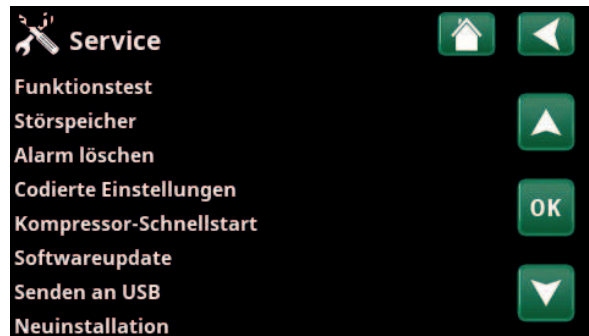 Service
Funktionstest
Störspeicher
Alarm löschen
Codierte Einstellungen
OK
Kompressor-Schnellstart
Softwareupdate
Senden an USB
Neuinstallation